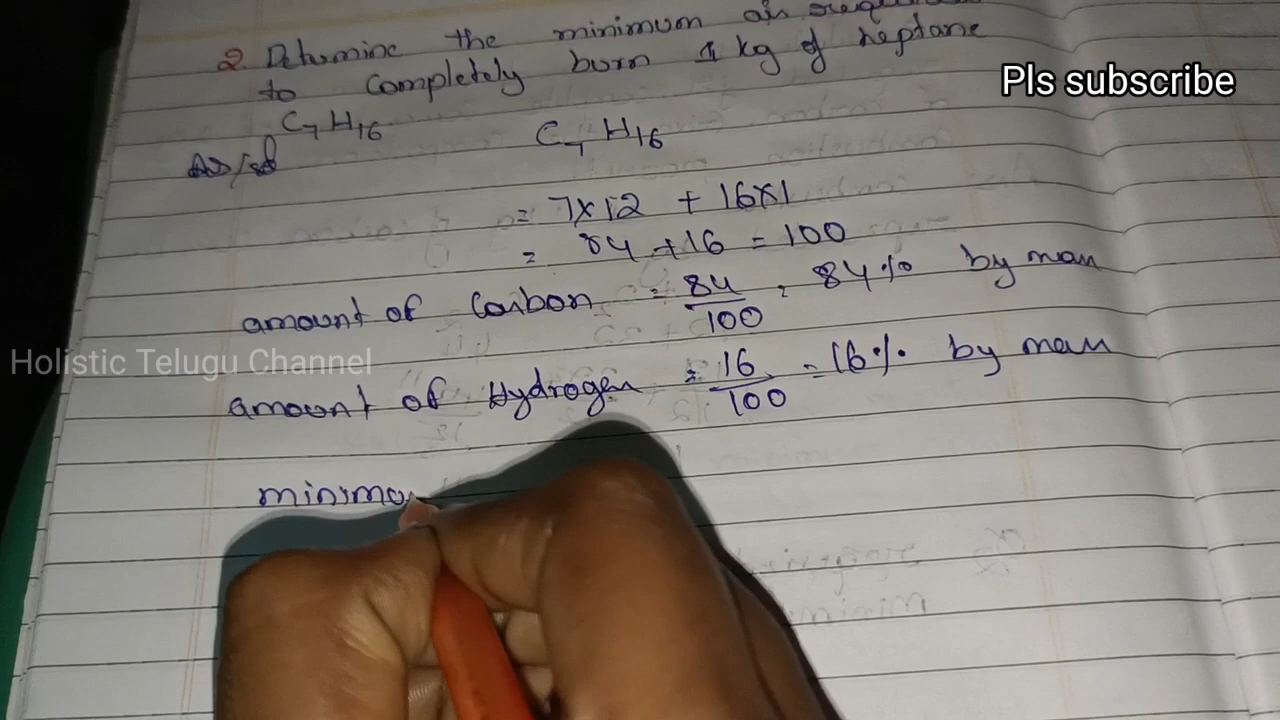 2 Determine the minimum air
to completely burn 1 kg of heptane
C7H16
C7H16
= 7x12 + 16x1
= 84 +16 = 100
amount of Carbon = 84/100 = 84% by mass
amount of Hydrogen = 16/100 = 16% by mass
minimu
Pls subscribe
Holistic Telugu Channel